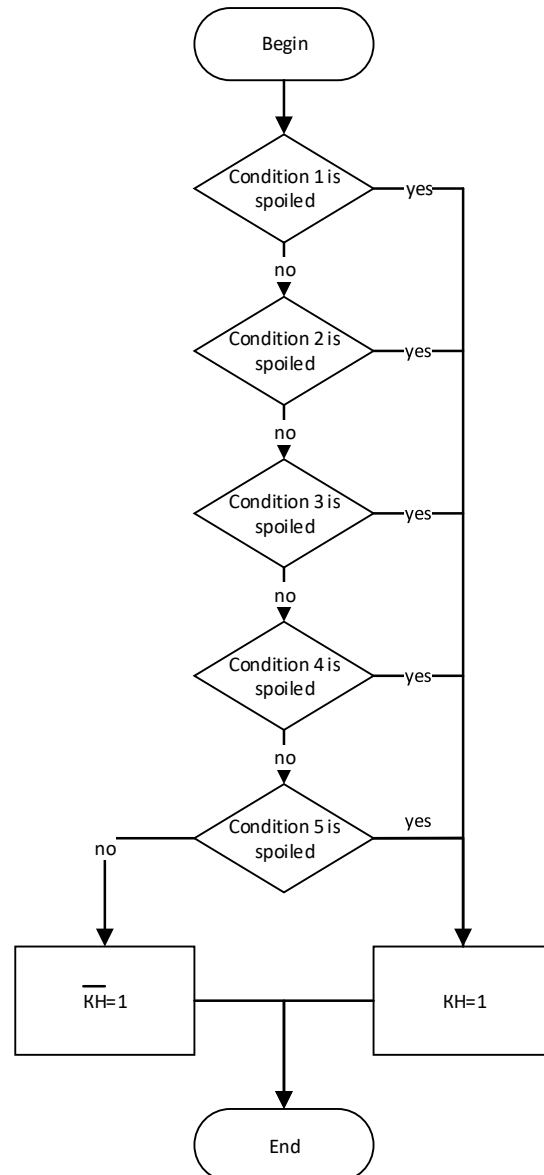 Begin
Condition 1 is
spoiled
yes
no
Condition 2 is
spoiled
yes
no
Condition 3 is
spoiled
yes
no
Condition 4 is
spoiled
yes
no
Condition 5 is
spoiled
yes
no
K̅H̅=1
KH=1
End